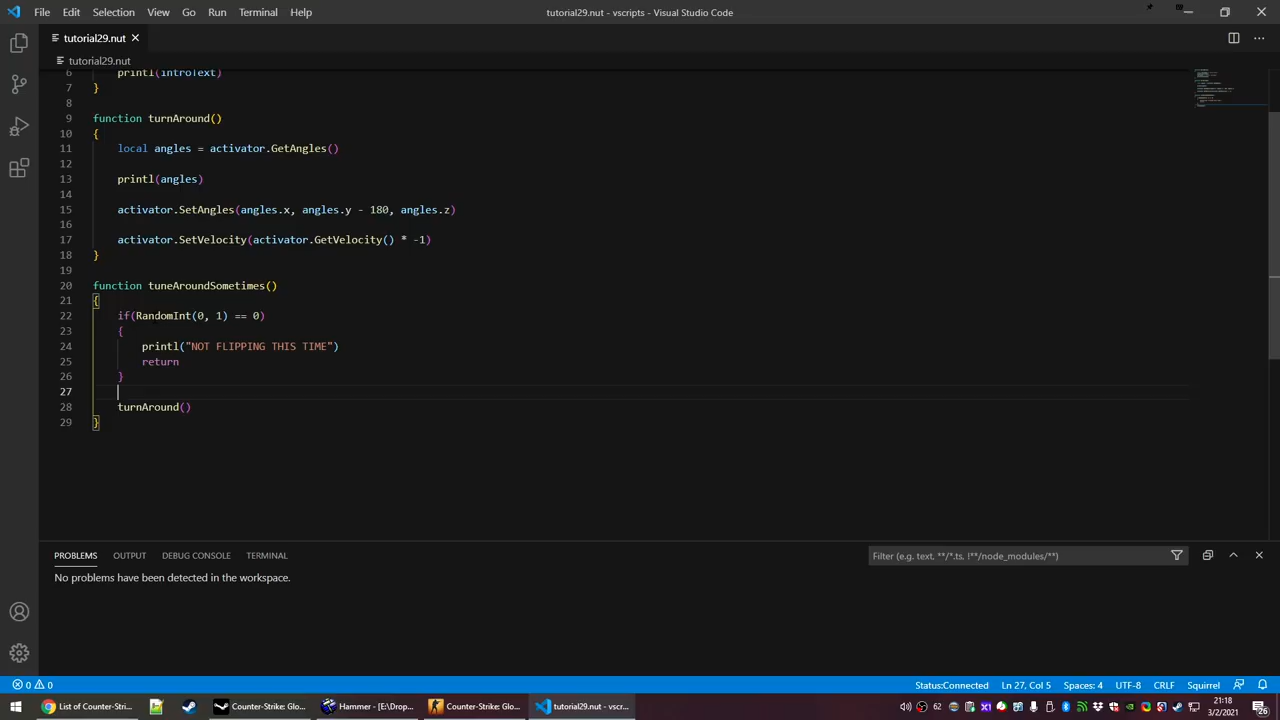 File Edit Selection View Go Run Terminal Help
tutorial29.nut - vscripts - Visual Studio Code
tutorial29.nut
tutorial29.nut
6 printl(introText)
7 }
8
9 function turnAround()
10 {
11 local angles = activator.GetAngles()
12
13 printl(angles)
14
15 activator.SetAngles(angles.x, angles.y - 180, angles.z)
16
17 activator.SetVelocity(activator.GetVelocity() * -1)
18 }
19
20 function tuneAroundSometimes()
21 {
22 if(RandomInt(0, 1) == 0)
23 {
24 printl("NOT FLIPPING THIS TIME")
25 return
26 }
27
28 turnAround()
29 }
PROBLEMS OUTPUT DEBUG CONSOLE TERMINAL
Filter (e.g. text, **/*.ts, !**/node_modules/**)
No problems have been detected in the workspace.
0 0 Status:Connected Ln 27, Col 5 Spaces: 4 UTF-8 CRLF Squirrel
List of Counter-Stri... Counter-Strike: Glo... Hammer - [E:\Drop... Counter-Strike: Glo... tutorial29.nut - vsc... 62 21:18
3/2/2021